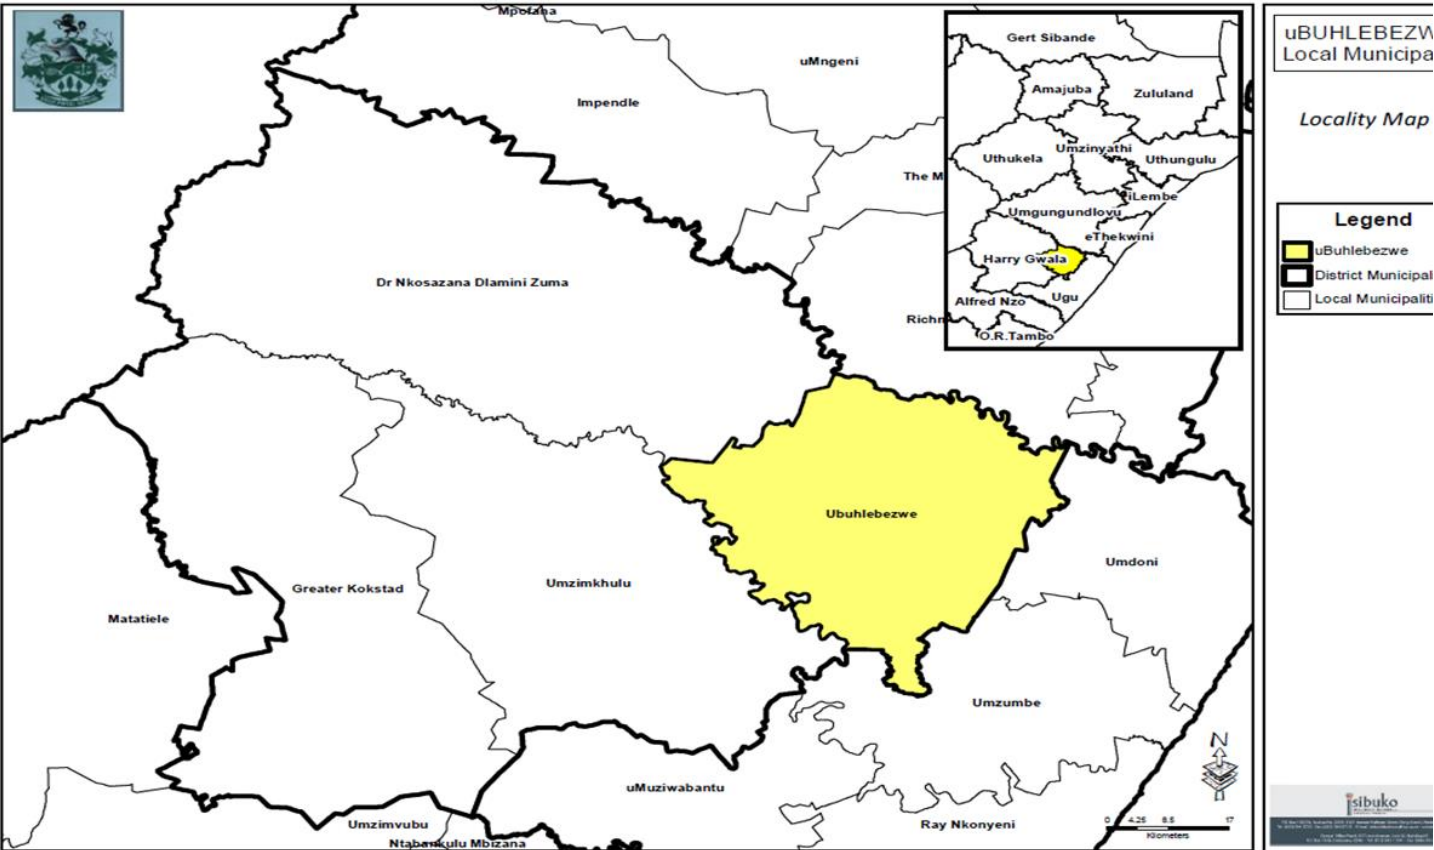 Mpofana
uMngeni
Impendle
The M
Richm
Dr Nkosazana Dlamini Zuma
Ubuhlebezwe
Umdoni
Umzimkhulu
Greater Kokstad
Matatiele
Umzumbe
uMuziwabantu
Ray Nkonyeni
Umzimvubu
Ntabankulu Mbizana
Gert Sibande
Amajuba
Zululand
Uthukela
Umzinyathi
Uthungulu
iLembe
Umgungundlovu
eThekwini
Harry Gwala
Alfred Nzo
Ugu
O.R.Tambo
N
0 4.25 8.5 17
Kilometers
uBUHLEBEZW
Local Municipa
Locality Map
Legend
uBuhlebezwe
District Municipali
Local Municipaliti
isibuko